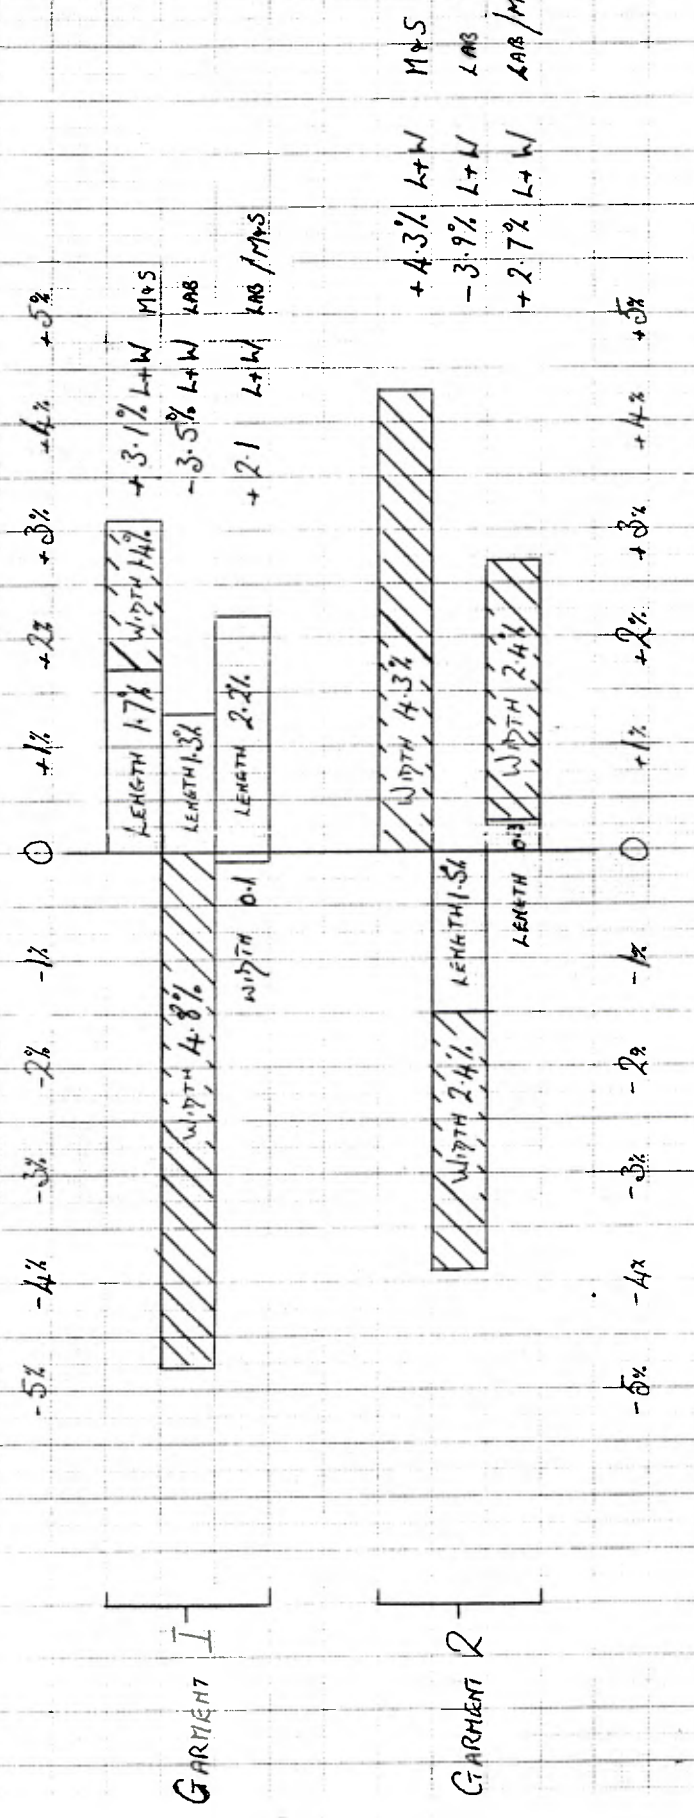 -5% -4% -3% -2% -1% 0 +1% +2% +3% +4% +5%
GARMENT I
LENGTH 1.7% WIDTH 1.4% +3.1% L+W M&S
WIDTH 4.8% LENGTH 1.3% -3.5% L+W LAB
WIDTH 0.1 LENGTH 2.2% +2.1 L+W LAB/M&S
GARMENT 2
WIDTH 4.3% +4.3% L+W M&S
WIDTH 2.4% LENGTH 1.5% -3.9% L+W LAB
LENGTH 0.3 WIDTH 2.4% +2.7% L+W LAB/M
-5% -4% -3% -2% -1% 0 +1% +2% +3% +4% +5%